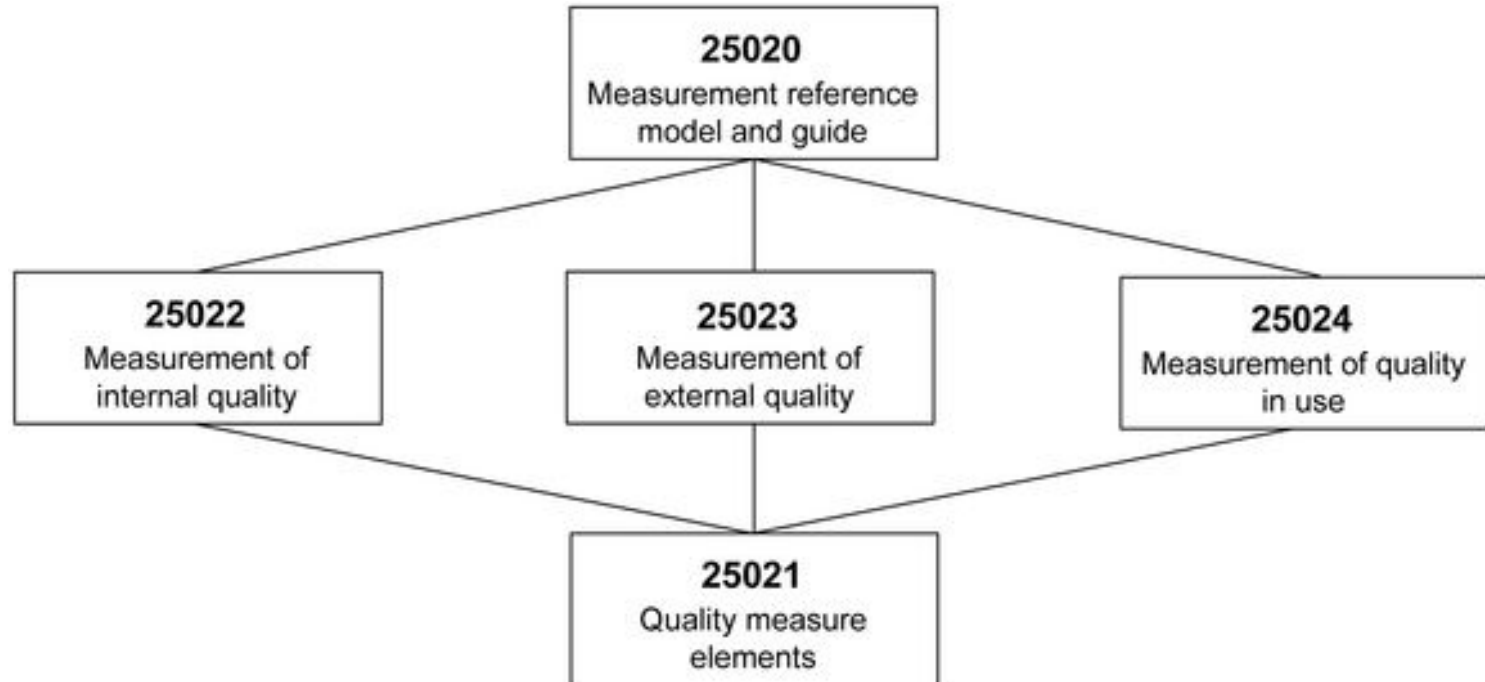 25020
Measurement reference
model and guide
25022
Measurement of
internal quality
25023
Measurement of
external quality
25024
Measurement of quality
in use
25021
Quality measure
elements